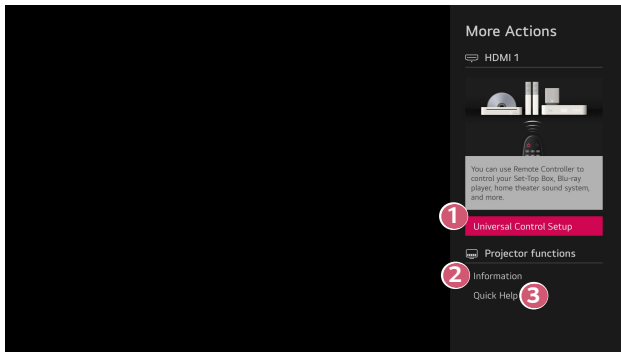 More Actions
HDMI 1
You can use Remote Controller to
control your Set-Top Box, Blu-ray
player, home theater sound system,
and more.
1
Universal Control Setup
Projector functions
2
Information
Quick Help
3